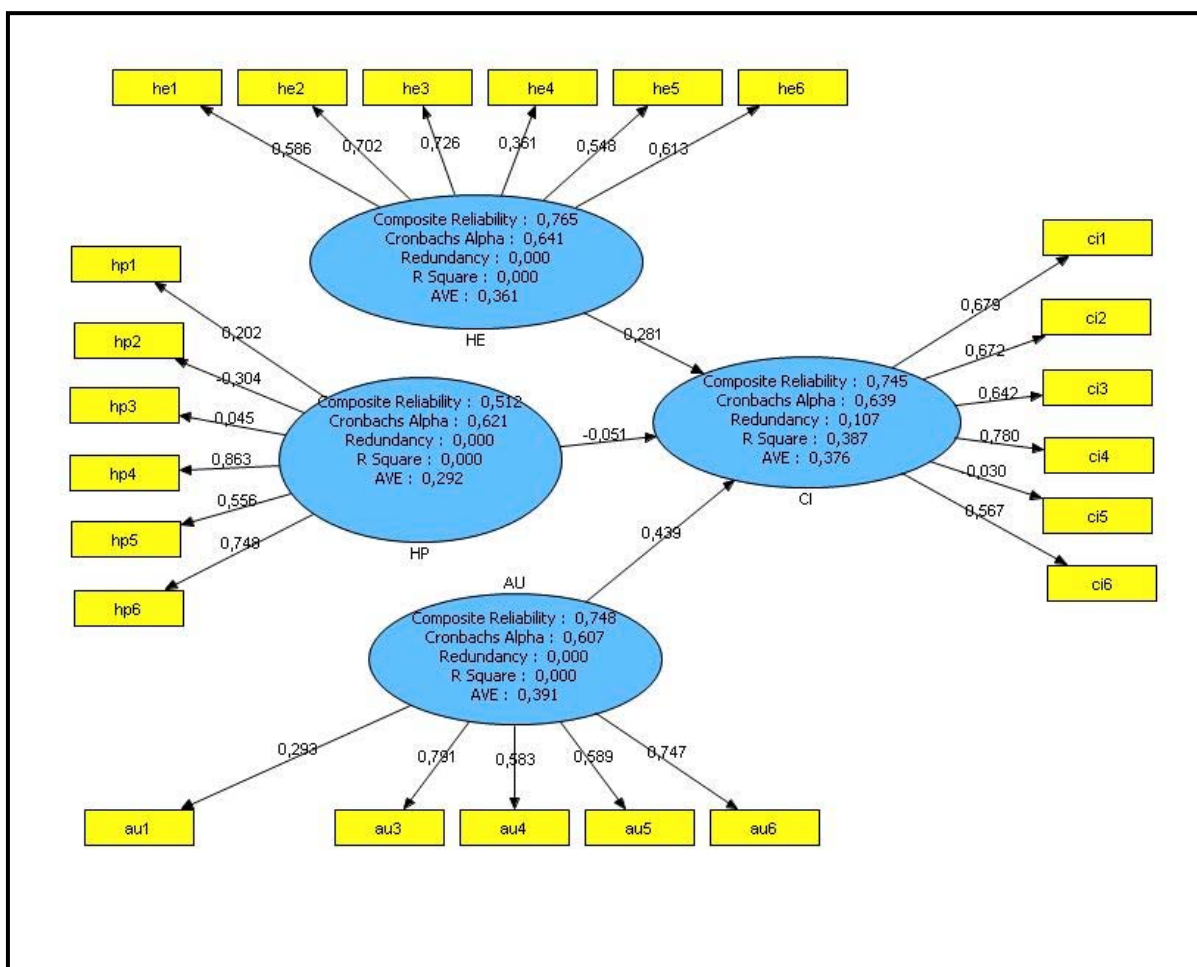 he1
he2
he3
he4
he5
he6
0,586
0,702
0,726
0,361
0,548
0,613
Composite Reliability : 0,765
Cronbachs Alpha : 0,641
Redundancy : 0,000
R Square : 0,000
AVE : 0,361
HE
hp1
hp2
hp3
hp4
hp5
hp6
0,202
-0,304
0,045
0,863
0,556
0,748
Composite Reliability : 0,512
Cronbachs Alpha : 0,621
Redundancy : 0,000
R Square : 0,000
AVE : 0,292
HP
0,281
-0,051
0,439
Composite Reliability : 0,745
Cronbachs Alpha : 0,639
Redundancy : 0,107
R Square : 0,387
AVE : 0,376
CI
0,679
0,672
0,642
0,780
0,030
0,567
ci1
ci2
ci3
ci4
ci5
ci6
AU
Composite Reliability : 0,748
Cronbachs Alpha : 0,607
Redundancy : 0,000
R Square : 0,000
AVE : 0,391
0,293
0,791
0,583
0,589
0,747
au1
au3
au4
au5
au6